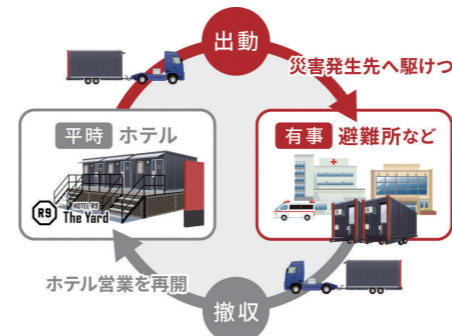 出動
災害発生先へ駆けつ
平時 ホテル
有事 避難所など
R9
HOTEL R9
The Yard
ホテル営業を再開
撤収